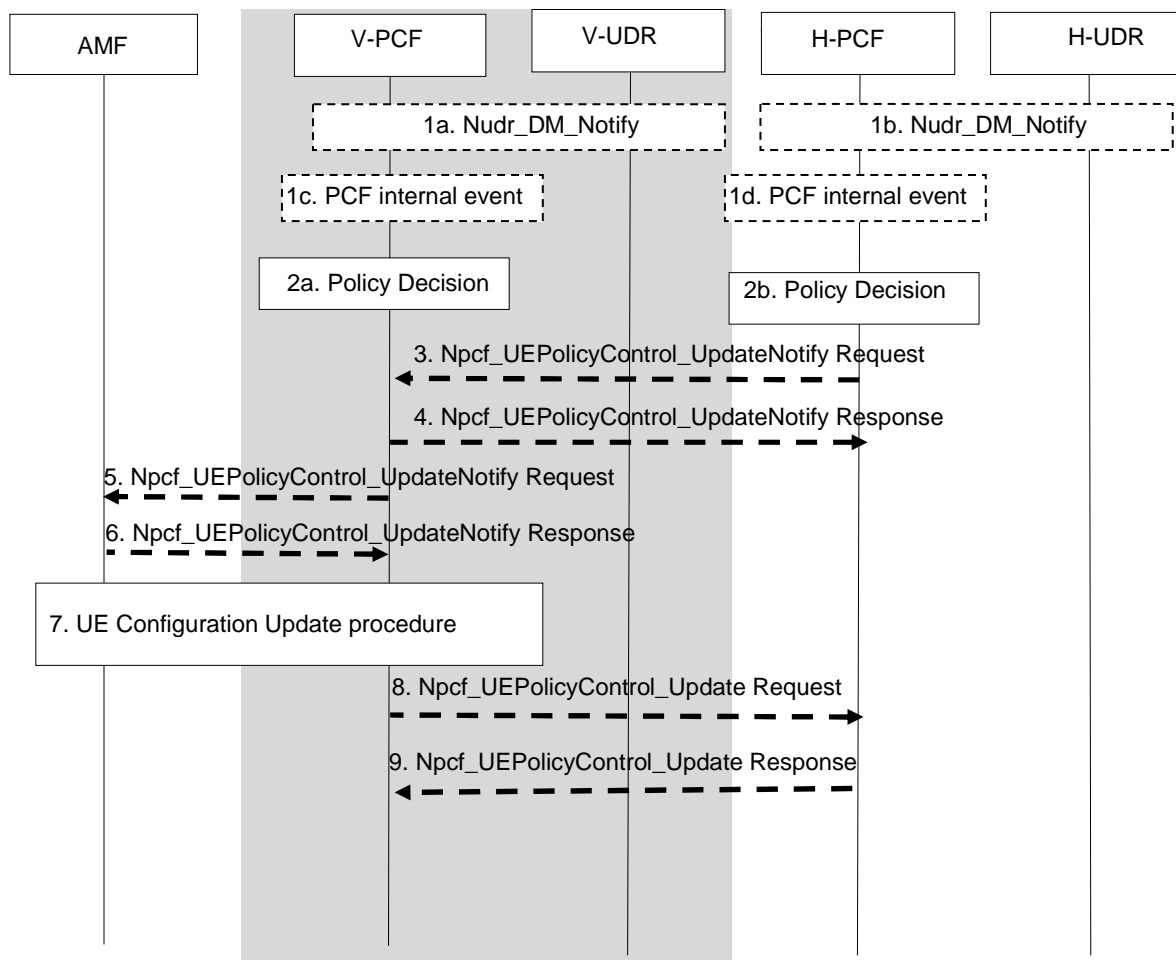 AMF
V-PCF
V-UDR
H-PCF
H-UDR
1a. Nudr_DM_Notify
1b. Nudr_DM_Notify
1c. PCF internal event
1d. PCF internal event
2a. Policy Decision
2b. Policy Decision
3. Npcf_UEPolicyControl_UpdateNotify Request
4. Npcf_UEPolicyControl_UpdateNotify Response
5. Npcf_UEPolicyControl_UpdateNotify Request
6. Npcf_UEPolicyControl_UpdateNotify Response
7. UE Configuration Update procedure
8. Npcf_UEPolicyControl_Update Request
9. Npcf_UEPolicyControl_Update Response